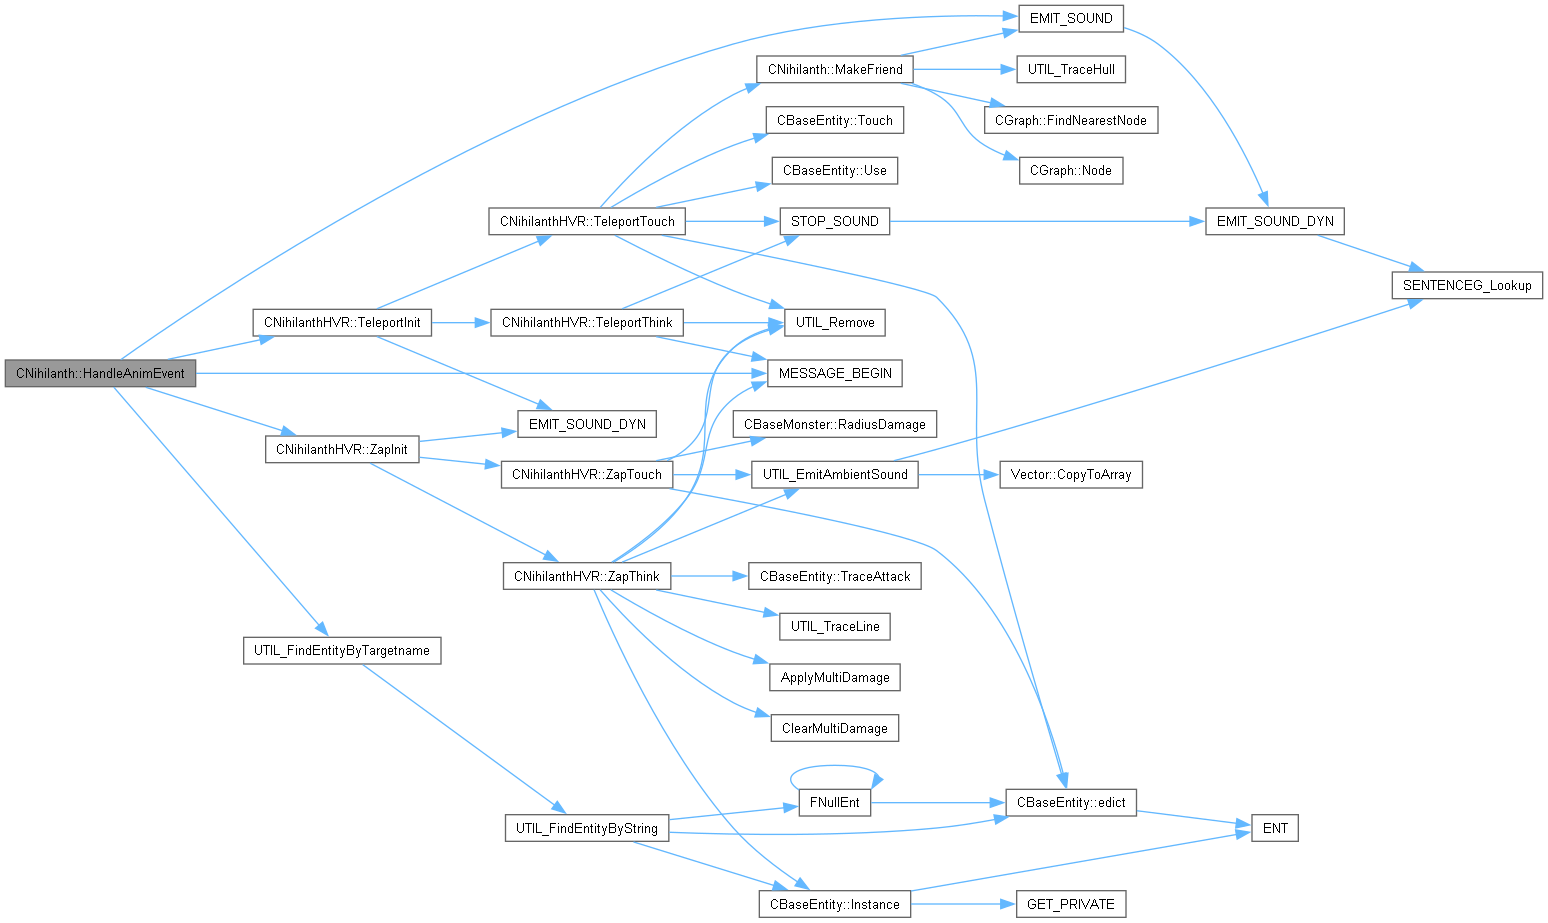 EMIT_SOUND
CNihilanth::MakeFriend
UTIL_TraceHull
CBaseEntity::Touch
CGraph::FindNearestNode
CBaseEntity::Use
CGraph::Node
CNihilanthHVR::TeleportTouch
STOP_SOUND
EMIT_SOUND_DYN
SENTENCEG_Lookup
CNihilanthHVR::TeleportInit
CNihilanthHVR::TeleportThink
UTIL_Remove
CNihilanth::HandleAnimEvent
MESSAGE_BEGIN
EMIT_SOUND_DYN
CBaseMonster::RadiusDamage
CNihilanthHVR::ZapInit
CNihilanthHVR::ZapTouch
UTIL_EmitAmbientSound
Vector::CopyToArray
CNihilanthHVR::ZapThink
CBaseEntity::TraceAttack
UTIL_TraceLine
UTIL_FindEntityByTargetname
ApplyMultiDamage
ClearMultiDamage
FNullEnt
CBaseEntity::edict
UTIL_FindEntityByString
ENT
CBaseEntity::Instance
GET_PRIVATE